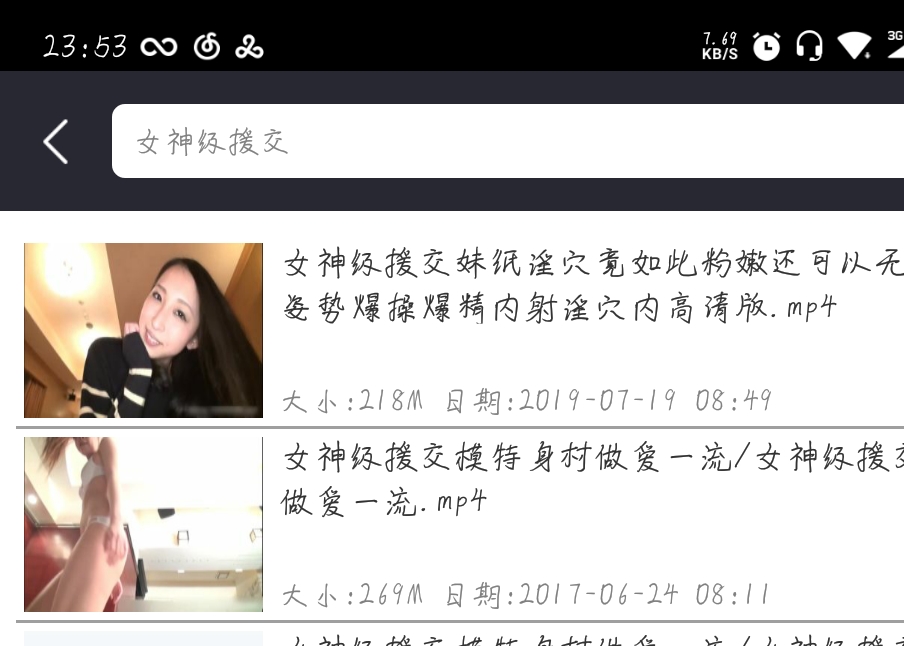 23:53
7.69
KB/S
3G
女神级援交
女神级援交妹纸淫穴竟如此粉嫩还可以无
姿势爆操爆精内射淫穴内高清版.mp4
大小:218M 日期:2019-07-19 08:49
女神级援交模特身材做爱一流/女神级援交
做爱一流.mp4
大小:269M 日期:2017-06-24 08:11